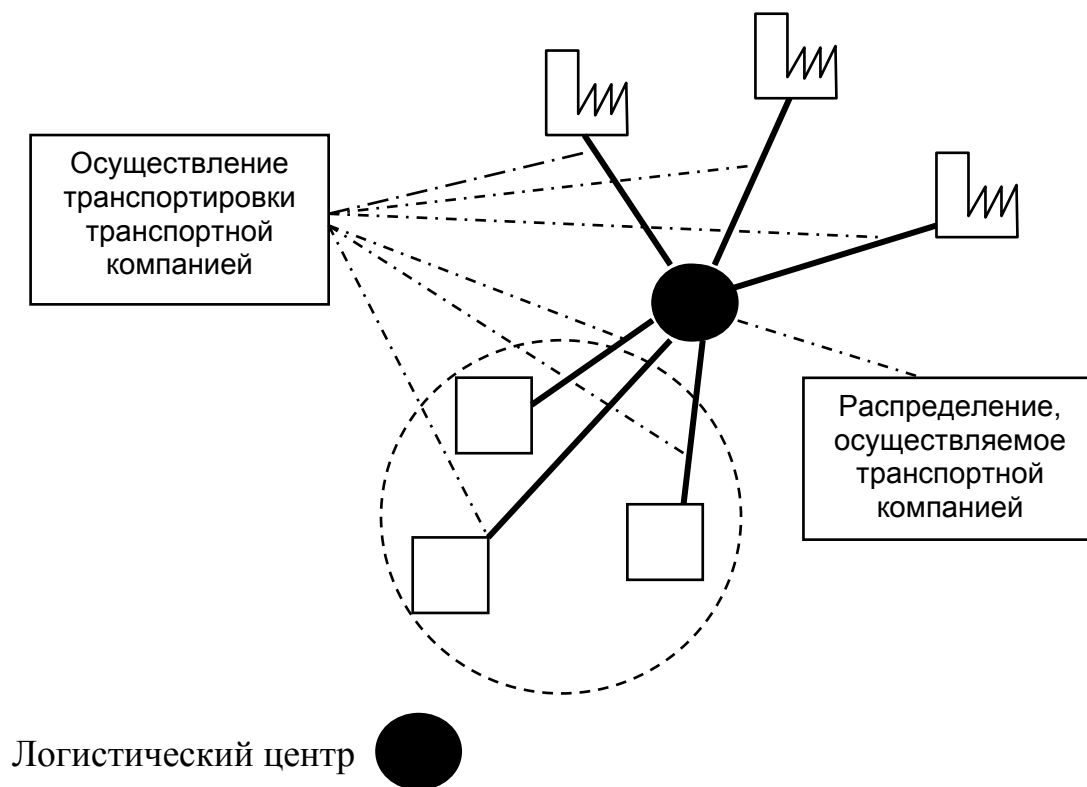 Осуществление
транспортировки
транспортной
компанией
Распределение,
осуществляемое
транспортной
компанией
Логистический центр